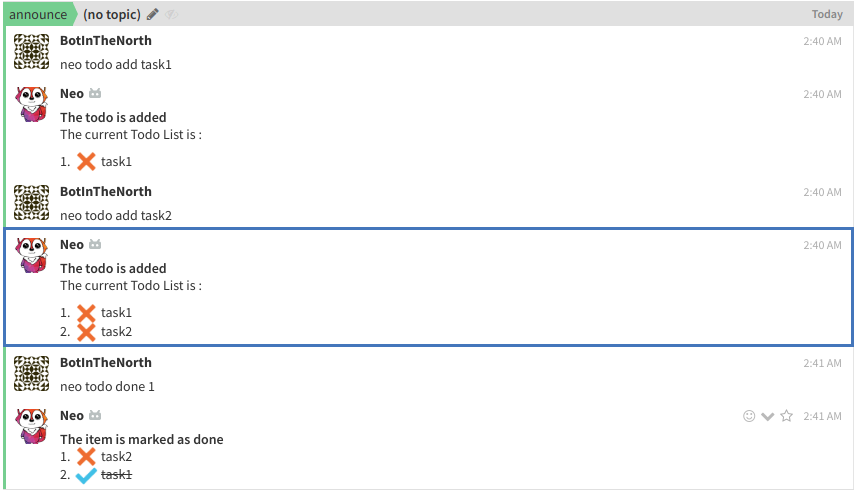 announce (no topic) Today
BotInTheNorth 2:40 AM
neo todo add task1
Neo 2:40 AM
The todo is added
The current Todo List is :
1. task1
BotInTheNorth 2:40 AM
neo todo add task2
Neo 2:40 AM
The todo is added
The current Todo List is :
1. task1
2. task2
BotInTheNorth 2:41 AM
neo todo done 1
Neo 2:41 AM
The item is marked as done
1. task2
2. task1